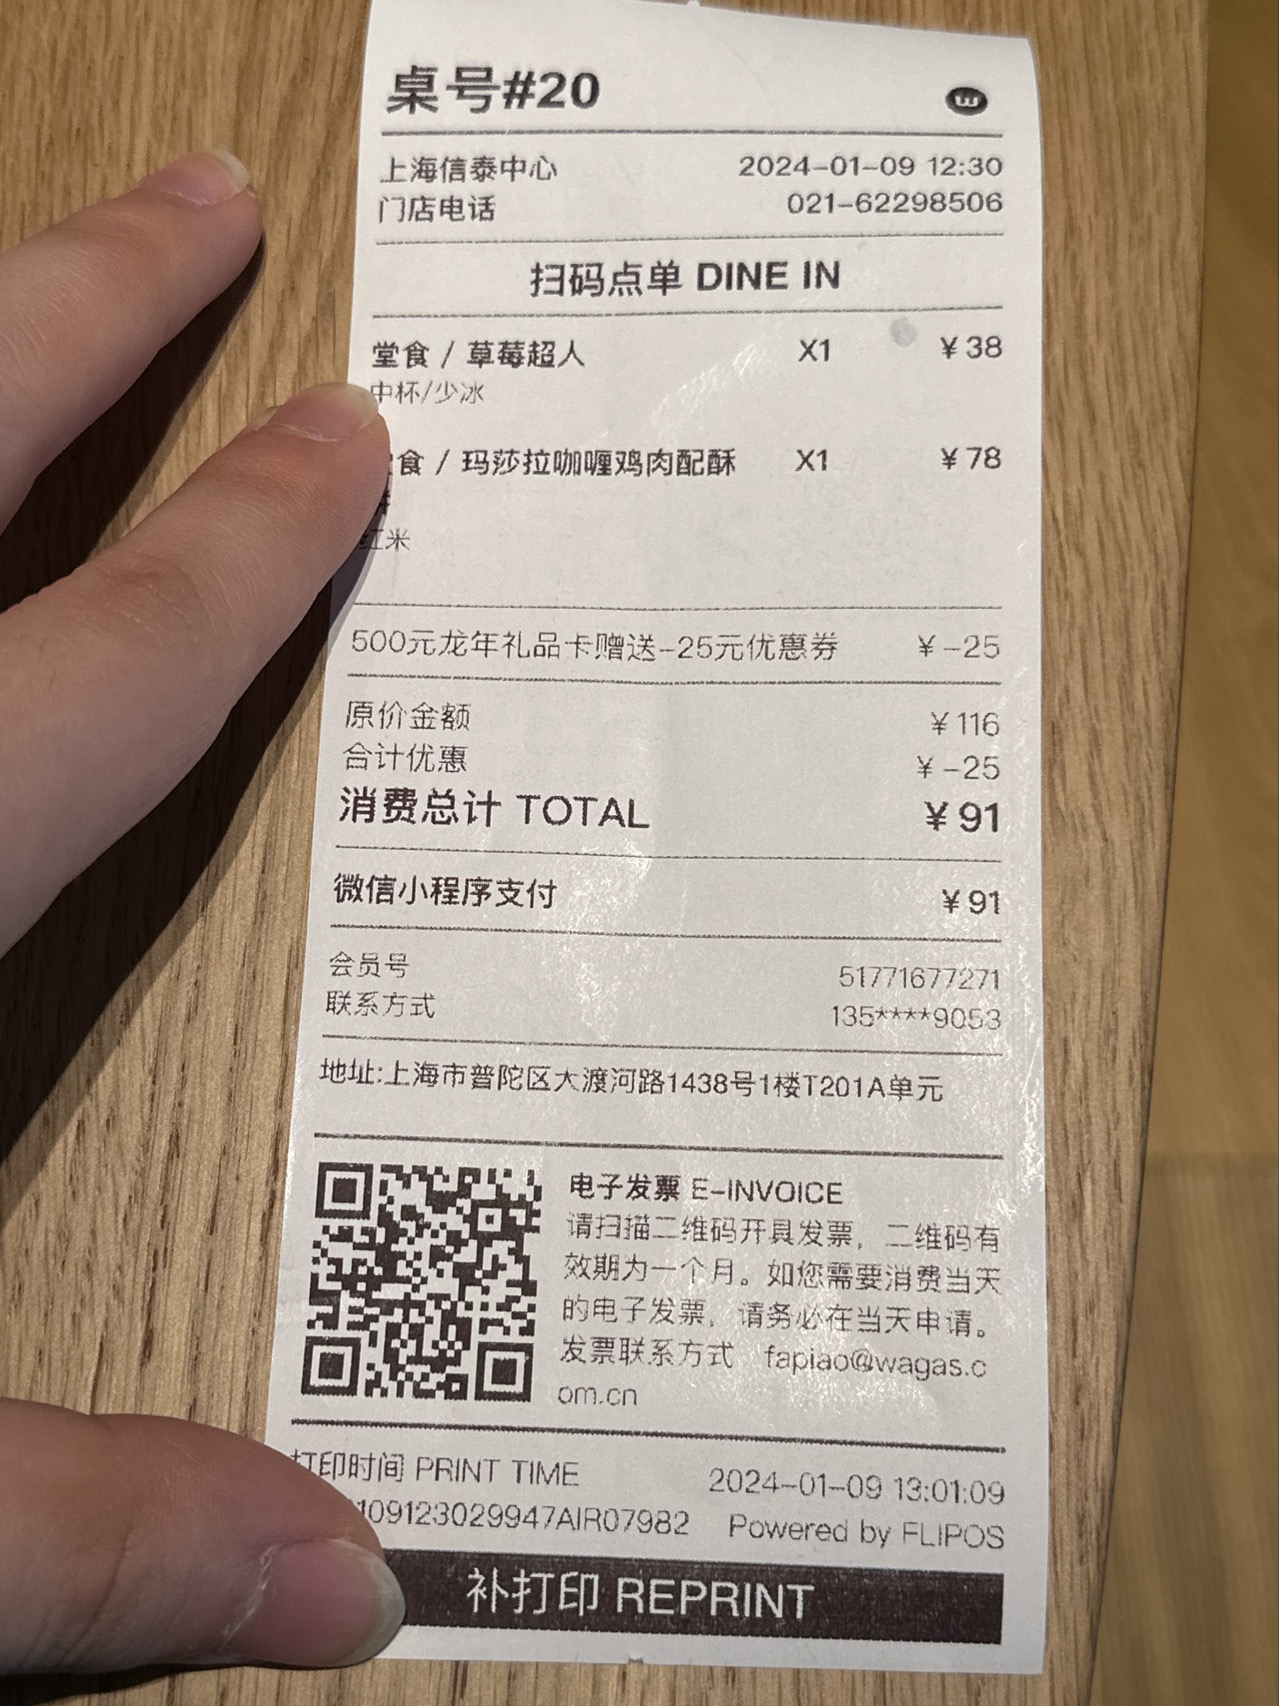 桌号#20
W
上海信泰中心 2024-01-09 12:30
门店电话 021-62298506
扫码点单 DINE IN
堂食 / 草莓超人 X1 ¥38
中杯/少冰
食 / 玛莎拉咖喱鸡肉配酥 X1 ¥78
红米
500元龙年礼品卡赠送-25元优惠券 ¥-25
原价金额 ¥116
合计优惠 ¥-25
消费总计 TOTAL ¥91
微信小程序支付 ¥91
会员号 51771677271
联系方式 135****9053
地址:上海市普陀区大渡河路1438号1楼T201A单元
电子发票 E-INVOICE
请扫描二维码开具发票，二维码有
效期为一个月。如您需要消费当天
的电子发票，请务必在当天申请。
发票联系方式 fapiao@wagas.c
om.cn
打印时间 PRINT TIME 2024-01-09 13:01:09
109123029947AIR07982 Powered by FLIPOS
补打印 REPRINT